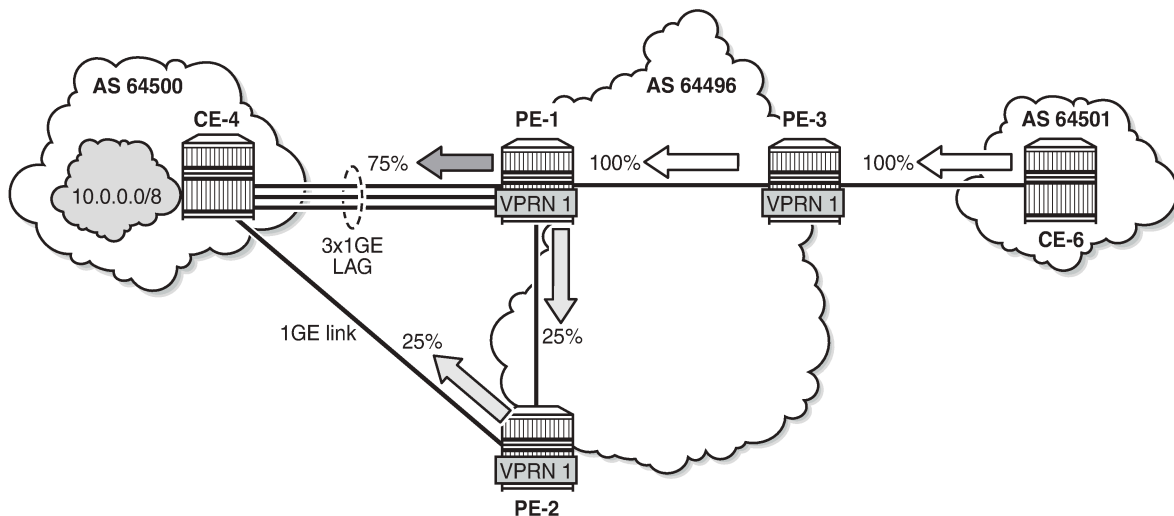 AS 64500
CE-4
10.0.0.0/8
75%
3x1GE
LAG
1GE link
25%
PE-1
VPRN 1
100%
25%
AS 64496
PE-3
VPRN 1
100%
AS 64501
CE-6
VPRN 1
PE-2